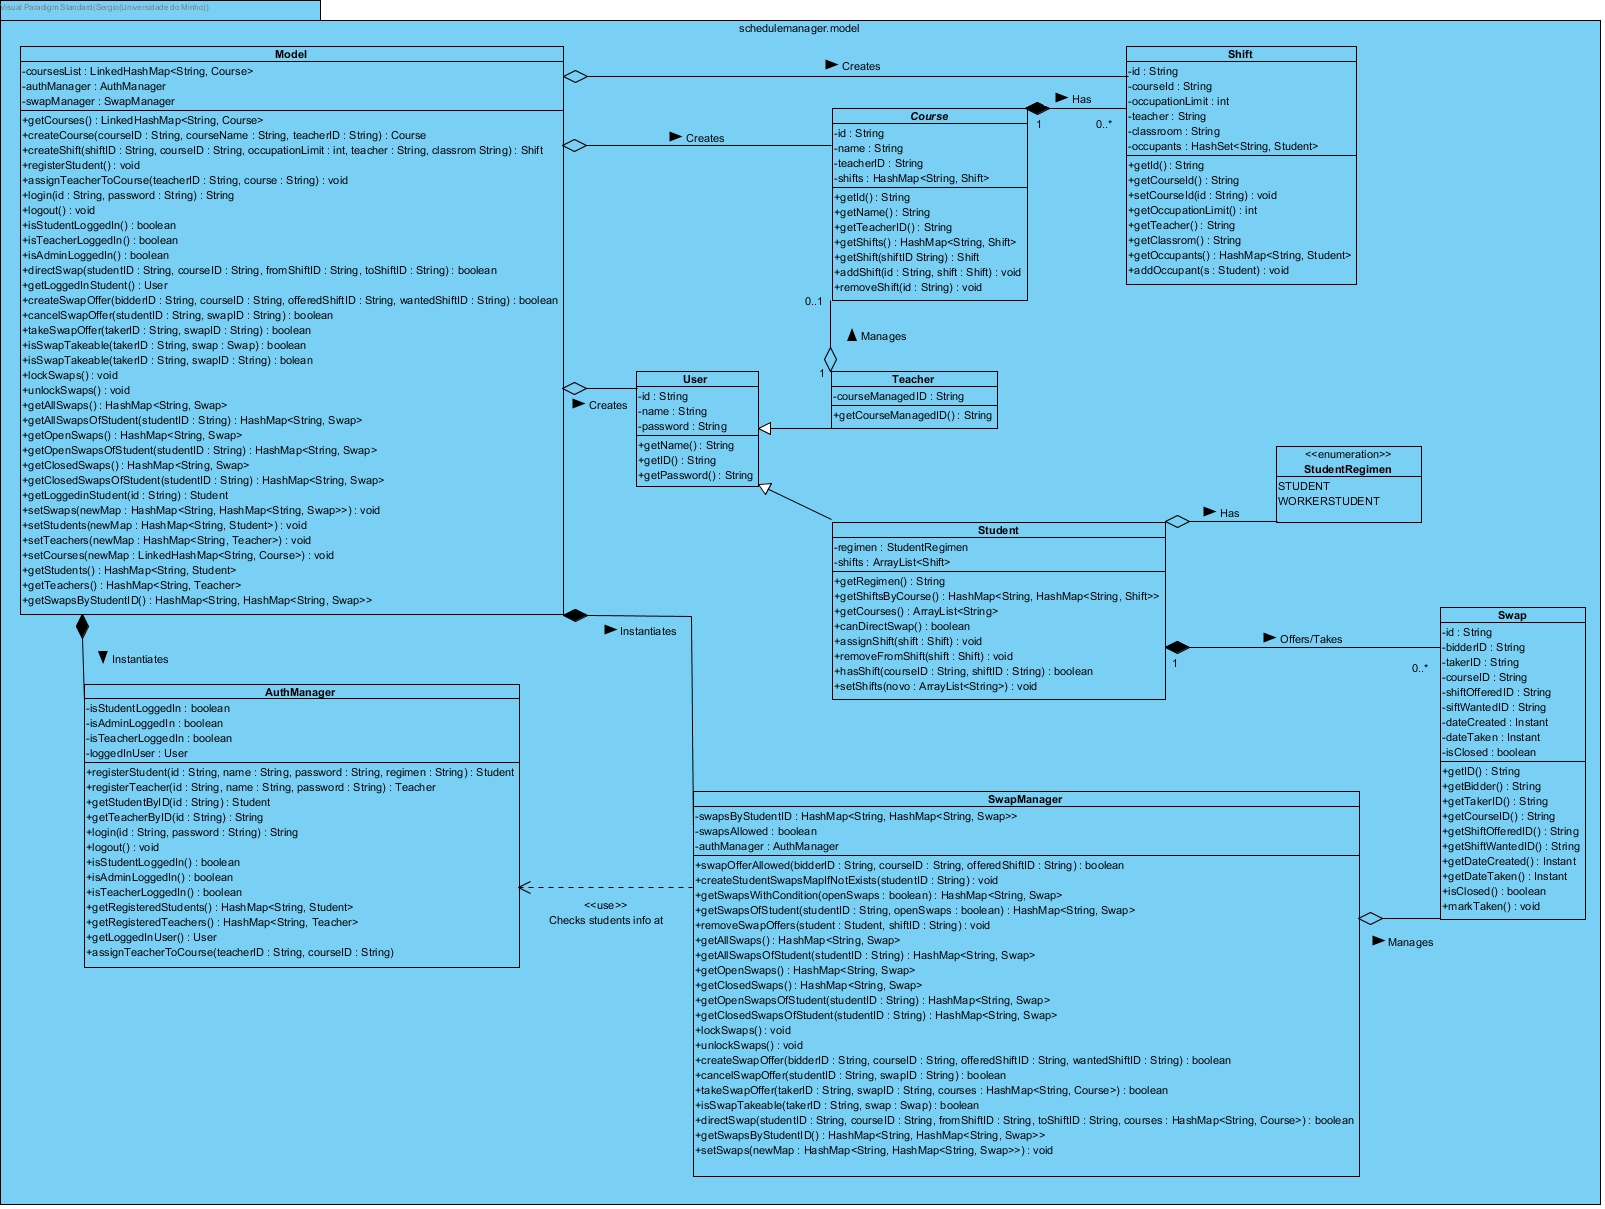 Visual Paradigm Standard(Sergio(Universidade do Minho))
schedulemanager.model
Model
-coursesList : LinkedHashMap<String, Course>
-authManager : AuthManager
-swapManager : SwapManager
+getCourses() : LinkedHashMap<String, Course>
+createCourse(courseID : String, courseName : String, teacherID : String) : Course
+createShift(shiftID : String, courseID : String, occupationLimit : int, teacher : String, classrom String) : Shift
+registerStudent() : void
+assignTeacherToCourse(teacherID : String, course : String) : void
+login(id : String, password : String) : String
+logout() : void
+isStudentLoggedIn() : boolean
+isTeacherLoggedIn() : boolean
+isAdminLoggedIn() : boolean
+directSwap(studentID : String, courseID : String, fromShiftID : String, toShiftID : String) : boolean
+getLoggedInStudent() : User
+createSwapOffer(bidderID : String, courseID : String, offeredShiftID : String, wantedShiftID : String) : boolean
+cancelSwapOffer(studentID : String, swapID : String) : boolean
+takeSwapOffer(takerID : String, swapID : String) : boolean
+isSwapTakeable(takerID : String, swap : Swap) : boolean
+isSwapTakeable(takerID : String, swapID : String) : bolean
+lockSwaps() : void
+unlockSwaps() : void
+getAllSwaps() : HashMap<String, Swap>
+getAllSwapsOfStudent(studentID : String) : HashMap<String, Swap>
+getOpenSwaps() : HashMap<String, Swap>
+getOpenSwapsOfStudent(studentID : String) : HashMap<String, Swap>
+getClosedSwaps() : HashMap<String, Swap>
+getClosedSwapsOfStudent(studentID : String) : HashMap<String, Swap>
+getLoggedinStudent(id : String) : Student
+setSwaps(newMap : HashMap<String, HashMap<String, Swap>>) : void
+setStudents(newMap : HashMap<String, Student>) : void
+setTeachers(newMap : HashMap<String, Teacher>) : void
+setCourses(newMap : LinkedHashMap<String, Course>) : void
+getStudents() : HashMap<String, Student>
+getTeachers() : HashMap<String, Teacher>
+getSwapsByStudentID() : HashMap<String, HashMap<String, Swap>>
Creates
Creates
Creates
Instantiates
Instantiates
Course
-id : String
-name : String
-teacherID : String
-shifts : HashMap<String, Shift>
+getId() : String
+getName() : String
+getTeacherID() : String
+getShifts() : HashMap<String, Shift>
+getShift(shiftID String) : Shift
+addShift(id : String, shift : Shift) : void
+removeShift(id : String) : void
Has
1
0..*
Shift
-id : String
-courseId : String
-occupationLimit : int
-teacher : String
-classroom : String
-occupants : HashSet<String, Student>
+getId() : String
+getCourseId() : String
+setCourseId(id : String) : void
+getOccupationLimit() : int
+getTeacher() : String
+getClassrom() : String
+getOccupants() : HashMap<String, Student>
+addOccupant(s : Student) : void
0..1
Manages
1
User
-id : String
-name : String
-password : String
+getName() : String
+getID() : String
+getPassword() : String
Teacher
-courseManagedID : String
+getCourseManagedID() : String
<<enumeration>>
StudentRegimen
STUDENT
WORKERSTUDENT
Has
Student
-regimen : StudentRegimen
-shifts : ArrayList<Shift>
+getRegimen() : String
+getShiftsByCourse() : HashMap<String, HashMap<String, Shift>>
+getCourses() : ArrayList<String>
+canDirectSwap() : boolean
+assignShift(shift : Shift) : void
+removeFromShift(shift : Shift) : void
+hasShift(courseID : String, shiftID : String) : boolean
+setShifts(novo : ArrayList<String>) : void
Offers/Takes
1
0..*
Swap
-id : String
-bidderID : String
-takerID : String
-courseID : String
-shiftOfferedID : String
-siftWantedID : String
-dateCreated : Instant
-dateTaken : Instant
-isClosed : boolean
+getID() : String
+getBidder() : String
+getTakerID() : String
+getCourseID() : String
+getShiftOfferedID() : String
+getShiftWantedID() : String
+getDateCreated() : Instant
+getDateTaken() : Instant
+isClosed() : boolean
+markTaken() : void
AuthManager
-isStudentLoggedIn : boolean
-isAdminLoggedIn : boolean
-isTeacherLoggedIn : boolean
-loggedInUser : User
+registerStudent(id : String, name : String, password : String, regimen : String) : Student
+registerTeacher(id : String, name : String, password : String) : Teacher
+getStudentByID(id : String) : Student
+getTeacherByID(id : String) : String
+login(id : String, password : String) : String
+logout() : void
+isStudentLoggedIn() : boolean
+isAdminLoggedIn() : boolean
+isTeacherLoggedIn() : boolean
+getRegisteredStudents() : HashMap<String, Student>
+getRegisteredTeachers() : HashMap<String, Teacher>
+getLoggedInUser() : User
+assignTeacherToCourse(teacherID : String, courseID : String)
<<use>>
Checks students info at
SwapManager
-swapsByStudentID : HashMap<String, HashMap<String, Swap>>
-swapsAllowed : boolean
-authManager : AuthManager
+swapOfferAllowed(bidderID : String, courseID : String, offeredShiftID : String) : boolean
+createStudentSwapsMapIfNotExists(studentID : String) : void
+getSwapsWithCondition(openSwaps : boolean) : HashMap<String, Swap>
+getSwapsOfStudent(studentID : String, openSwaps : boolean) : HashMap<String, Swap>
+removeSwapOffers(student : Student, shiftID : String) : void
+getAllSwaps() : HashMap<String, Swap>
+getAllSwapsOfStudent(studentID : String) : HashMap<String, Swap>
+getOpenSwaps() : HashMap<String, Swap>
+getClosedSwaps() : HashMap<String, Swap>
+getOpenSwapsOfStudent(studentID : String) : HashMap<String, Swap>
+getClosedSwapsOfStudent(studentID : String) : HashMap<String, Swap>
+lockSwaps() : void
+unlockSwaps() : void
+createSwapOffer(bidderID : String, courseID : String, offeredShiftID : String, wantedShiftID : String) : boolean
+cancelSwapOffer(studentID : String, swapID : String) : boolean
+takeSwapOffer(takerID : String, swapID : String, courses : HashMap<String, Course>) : boolean
+isSwapTakeable(takerID : String, swap : Swap) : boolean
+directSwap(studentID : String, courseID : String, fromShiftID : String, toShiftID : String, courses : HashMap<String, Course>) : boolean
+getSwapsByStudentID() : HashMap<String, HashMap<String, Swap>>
+setSwaps(newMap : HashMap<String, HashMap<String, Swap>>) : void
Manages